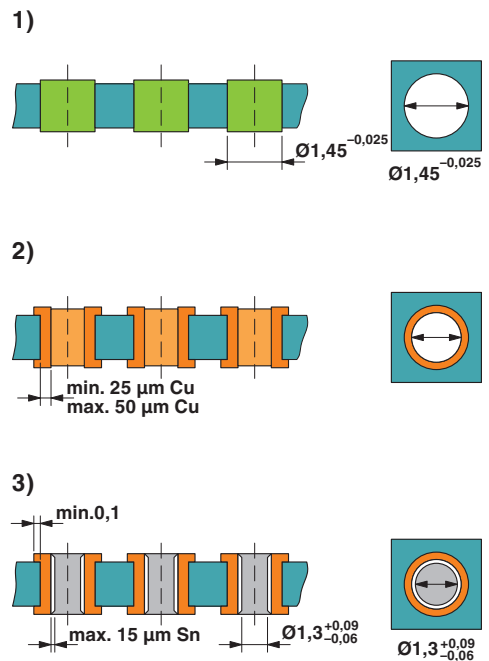 1)
Ø1,45 –0,025
Ø1,45 –0,025
2)
min. 25 µm Cu
max. 50 µm Cu
3)
min.0,1
max. 15 µm Sn
Ø1,3 +0,09 –0,06
Ø1,3 +0,09 –0,06